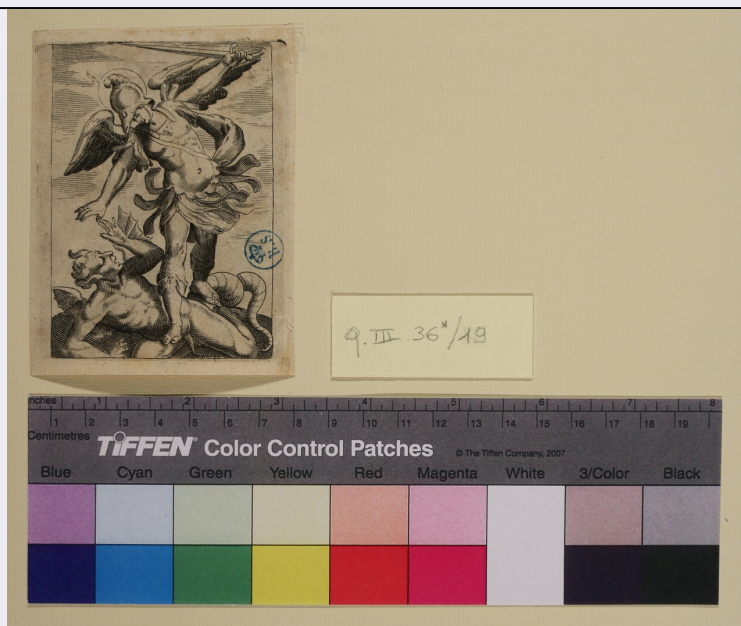 q. III 36*/19
inches 1 2 3 4 5 6 7 8
1 2 3 4 5 6 7 8 9 10 11 12 13 14 15 16 17 18 19
Centimetres
TIFFEN® Color Control Patches
© The Tiffen Company, 2007
Blue Cyan Green Yellow Red Magenta White 3/Color Black